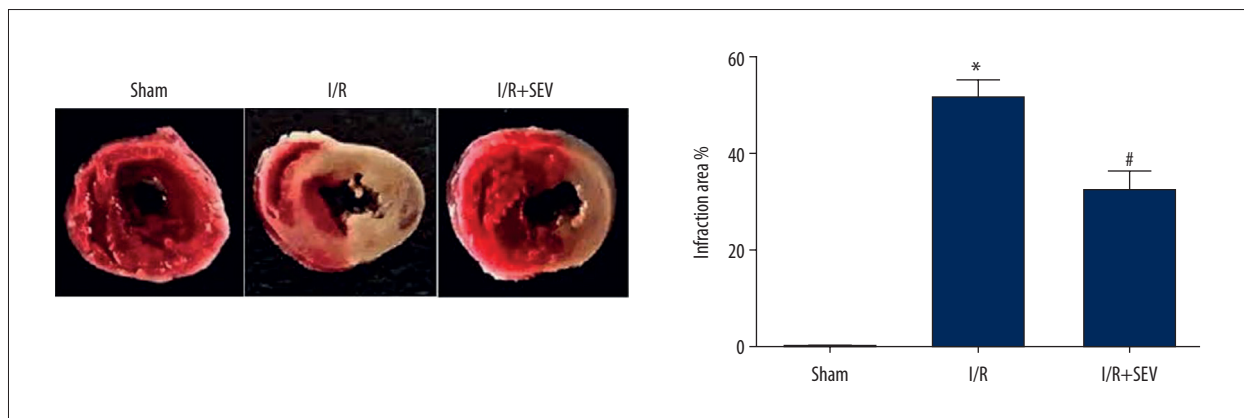 Sham
I/R
I/R+SEV
Infraction area %
60
40
20
0
*
#
Sham
I/R
I/R+SEV